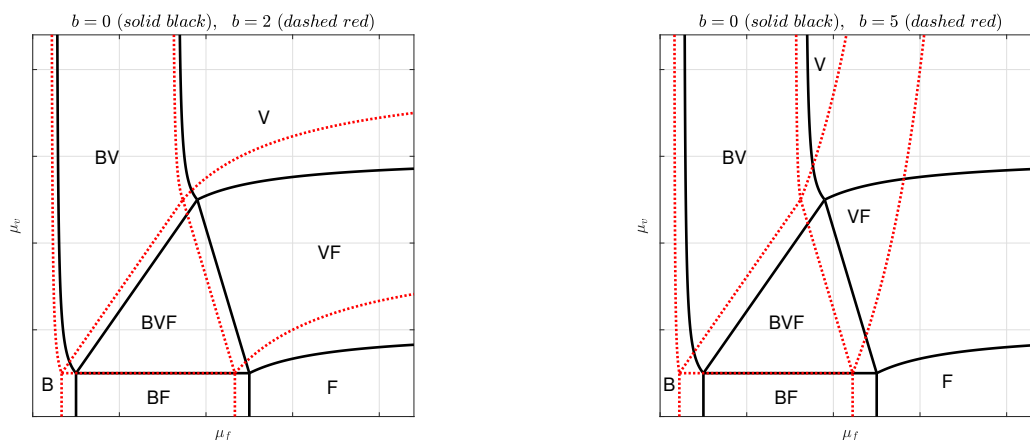 b = 0 (solid black), b = 2 (dashed red)
V
BV
μ_v
VF
BVF
B
BF
F
μ_f
b = 0 (solid black), b = 5 (dashed red)
V
BV
VF
μ_v
BVF
B
BF
F
μ_f